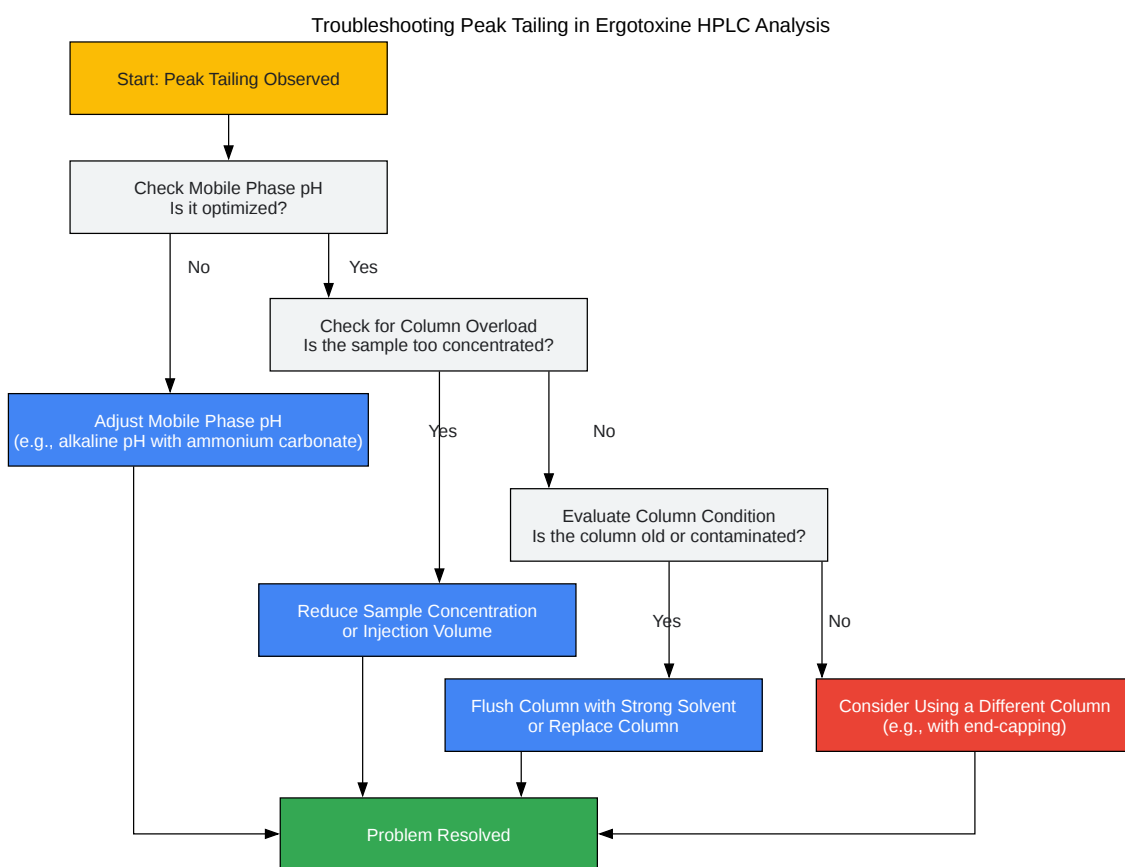 Troubleshooting Peak Tailing in Ergotoxine HPLC Analysis
Start: Peak Tailing Observed
Check Mobile Phase pH
Is it optimized?
No
Yes
Check for Column Overload
Is the sample too concentrated?
Adjust Mobile Phase pH
(e.g., alkaline pH with ammonium carbonate)
Yes
No
Evaluate Column Condition
Is the column old or contaminated?
Reduce Sample Concentration
or Injection Volume
Yes
No
Flush Column with Strong Solvent
or Replace Column
Consider Using a Different Column
(e.g., with end-capping)
Problem Resolved